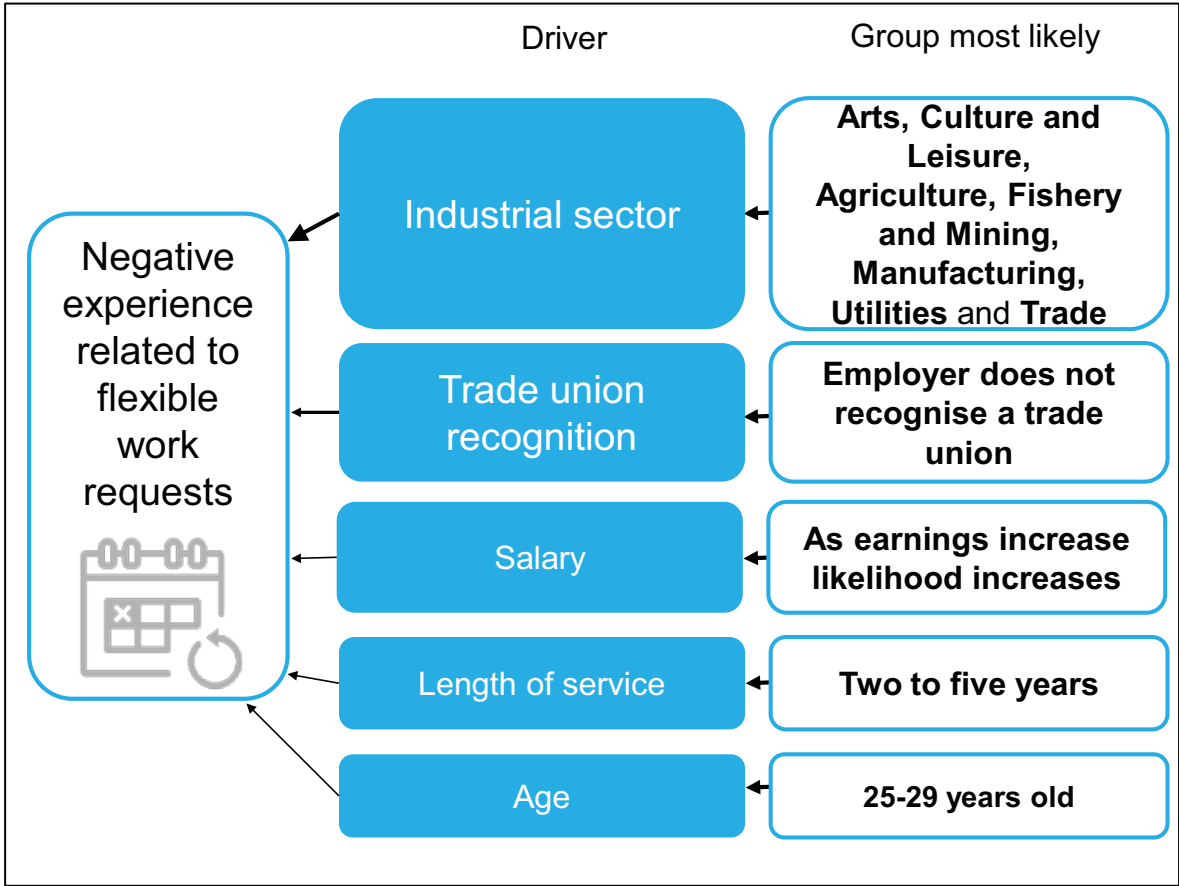 Driver
Group most likely
Negative
experience
related to
flexible
work
requests
Industrial sector
Arts, Culture and
Leisure,
Agriculture, Fishery
and Mining,
Manufacturing,
Utilities and Trade
Trade union
recognition
Employer does not
recognise a trade
union
Salary
As earnings increase
likelihood increases
Length of service
Two to five years
Age
25-29 years old